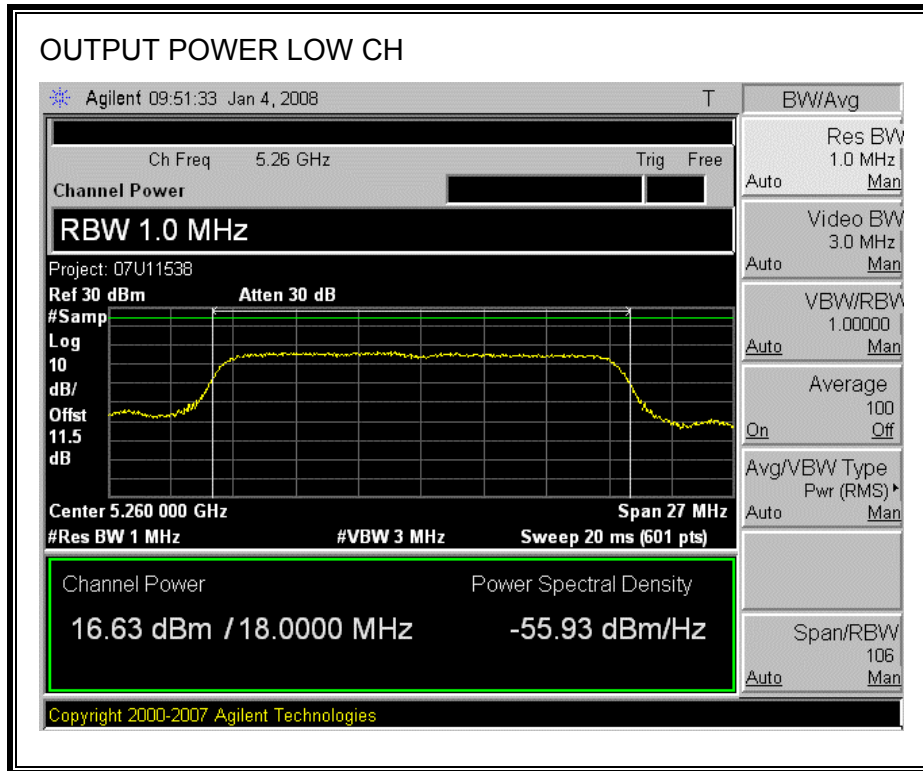 OUTPUT POWER LOW CH
Agilent 09:51:33 Jan 4, 2008 T
BW/Avg
Ch Freq 5.26 GHz Trig Free
Channel Power
RBW 1.0 MHz
Project: 07U11538
Ref 30 dBm Atten 30 dB
#Samp
Log
10
dB/
Offst
11.5
dB
Center 5.260 000 GHz Span 27 MHz
#Res BW 1 MHz #VBW 3 MHz Sweep 20 ms (601 pts)
Channel Power Power Spectral Density
16.63 dBm / 18.0000 MHz -55.93 dBm/Hz
Copyright 2000-2007 Agilent Technologies
Res BW
1.0 MHz
Auto Man
Video BW
3.0 MHz
Auto Man
VBW/RBW
1.00000
Auto Man
Average
100
On Off
Avg/VBW Type
Pwr (RMS)
Auto Man
Span/RBW
106
Auto Man